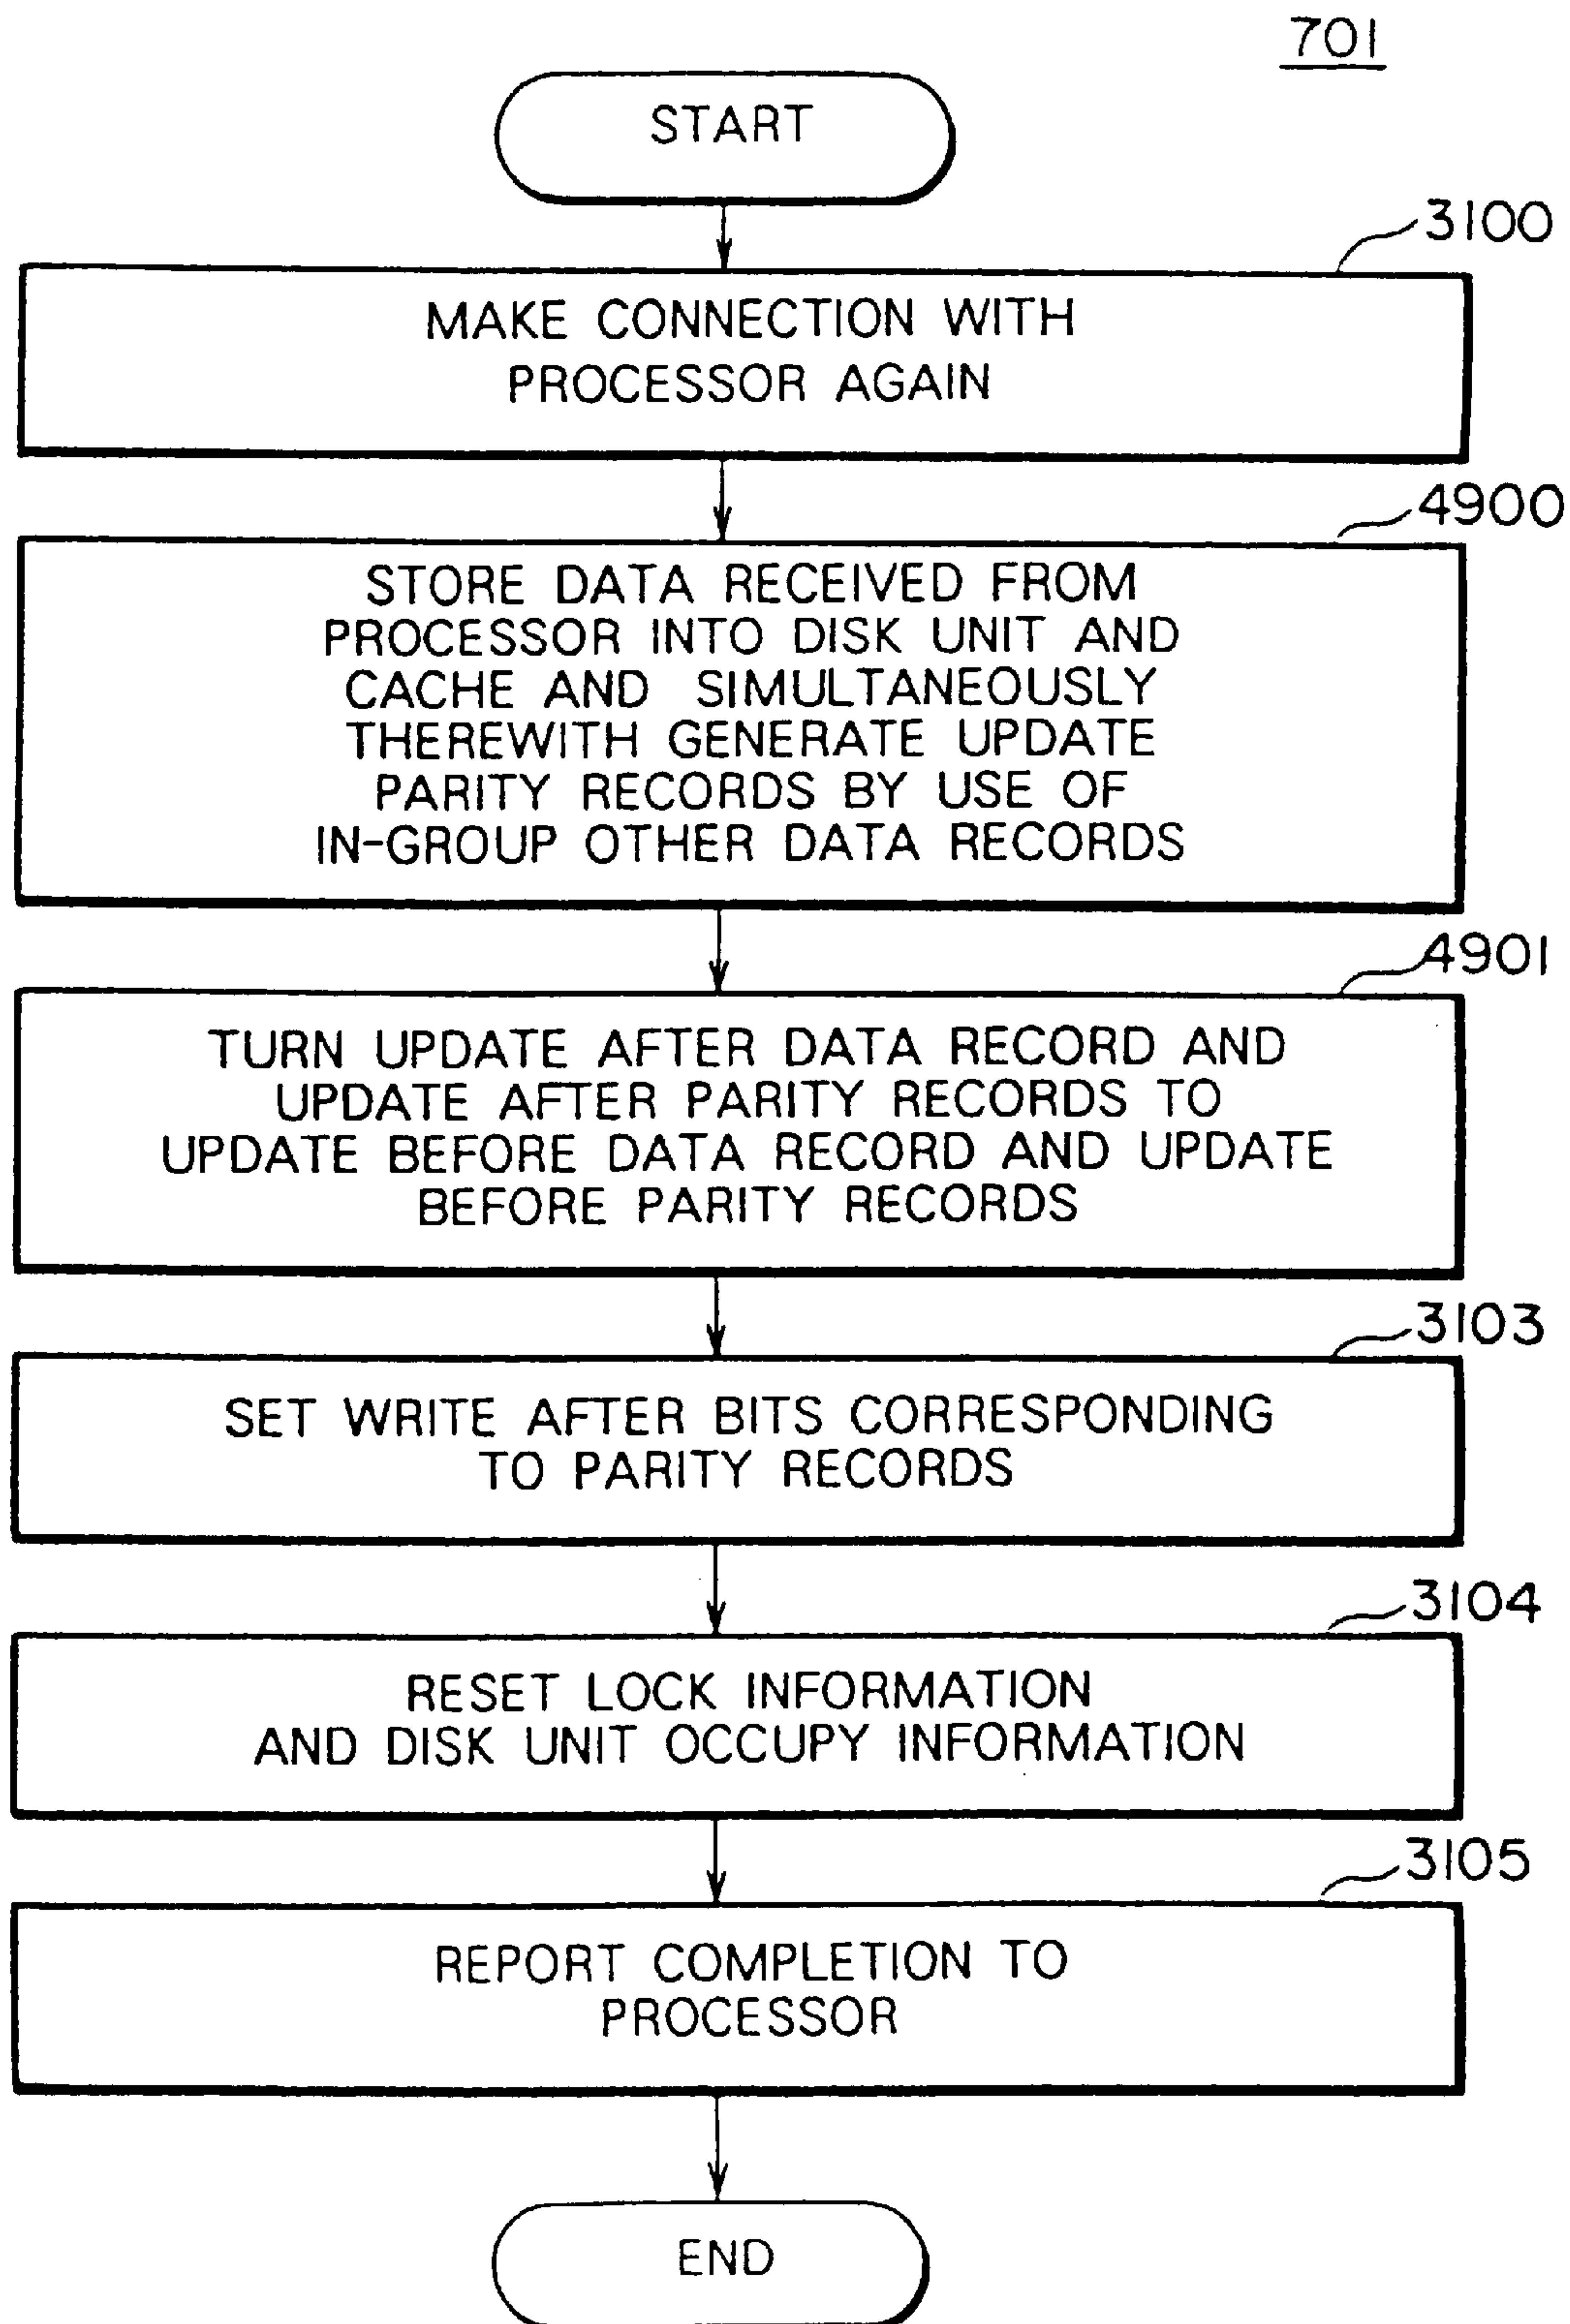 701
START
3100
MAKE CONNECTION WITH
PROCESSOR AGAIN
4900
STORE DATA RECEIVED FROM
PROCESSOR INTO DISK UNIT AND
CACHE AND SIMULTANEOUSLY
THEREWITH GENERATE UPDATE
PARITY RECORDS BY USE OF
IN-GROUP OTHER DATA RECORDS
4901
TURN UPDATE AFTER DATA RECORD AND
UPDATE AFTER PARITY RECORDS TO
UPDATE BEFORE DATA RECORD AND UPDATE
BEFORE PARITY RECORDS
3103
SET WRITE AFTER BITS CORRESPONDING
TO PARITY RECORDS
3104
RESET LOCK INFORMATION
AND DISK UNIT OCCUPY INFORMATION
3105
REPORT COMPLETION TO
PROCESSOR
END